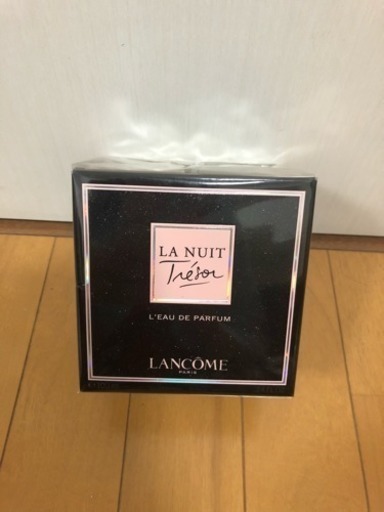 LA NUIT
Trésor
L'EAU DE PARFUM
LANCÔME
PARIS